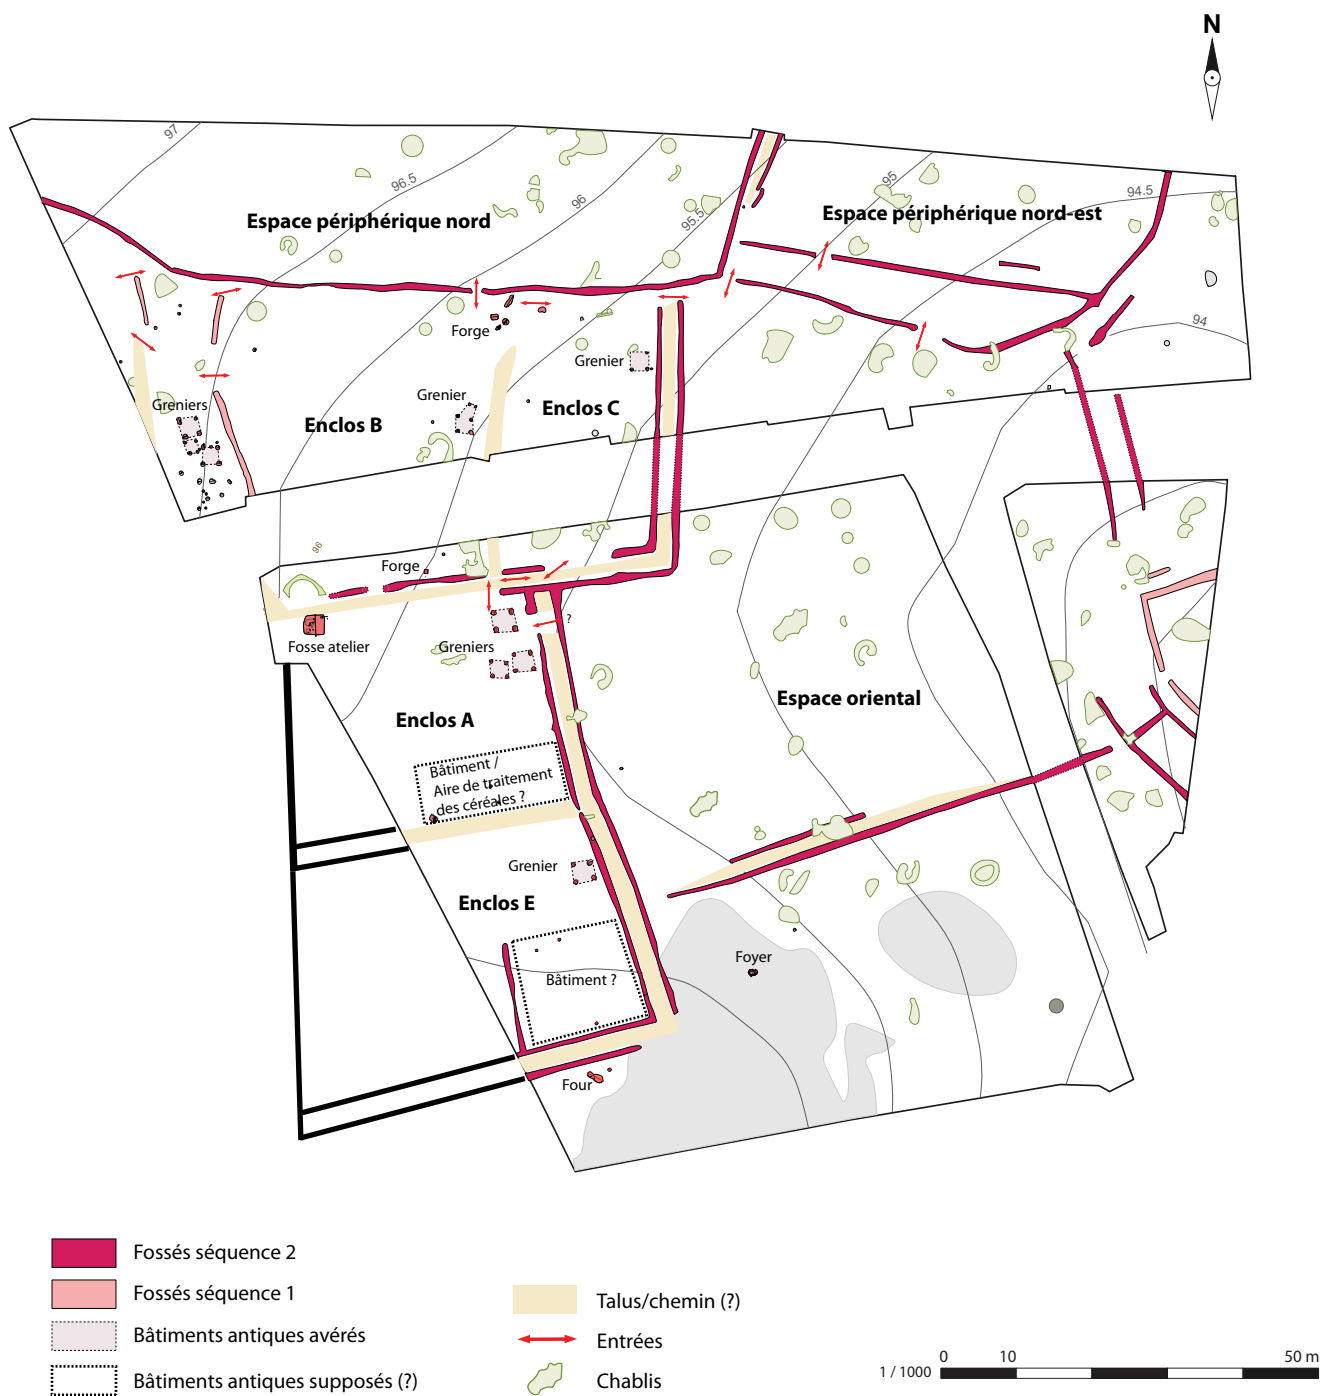 N
97
96.5
96
95.5
95
94.5
94
Espace périphérique nord
Espace périphérique nord-est
Forge
Grenier
Grenier
Greniers
Enclos B
Enclos C
96
Forge
Fosse atelier
Greniers
?
Enclos A
Espace oriental
Bâtiment /
Aire de traitement
des céréales ?
Grenier
Enclos E
Bâtiment ?
Foyer
Four
Fossés séquence 2
Fossés séquence 1
Bâtiments antiques avérés
Bâtiments antiques supposés (?)
Talus/chemin (?)
Entrées
Chablis
0 10 50 m
1 / 1000